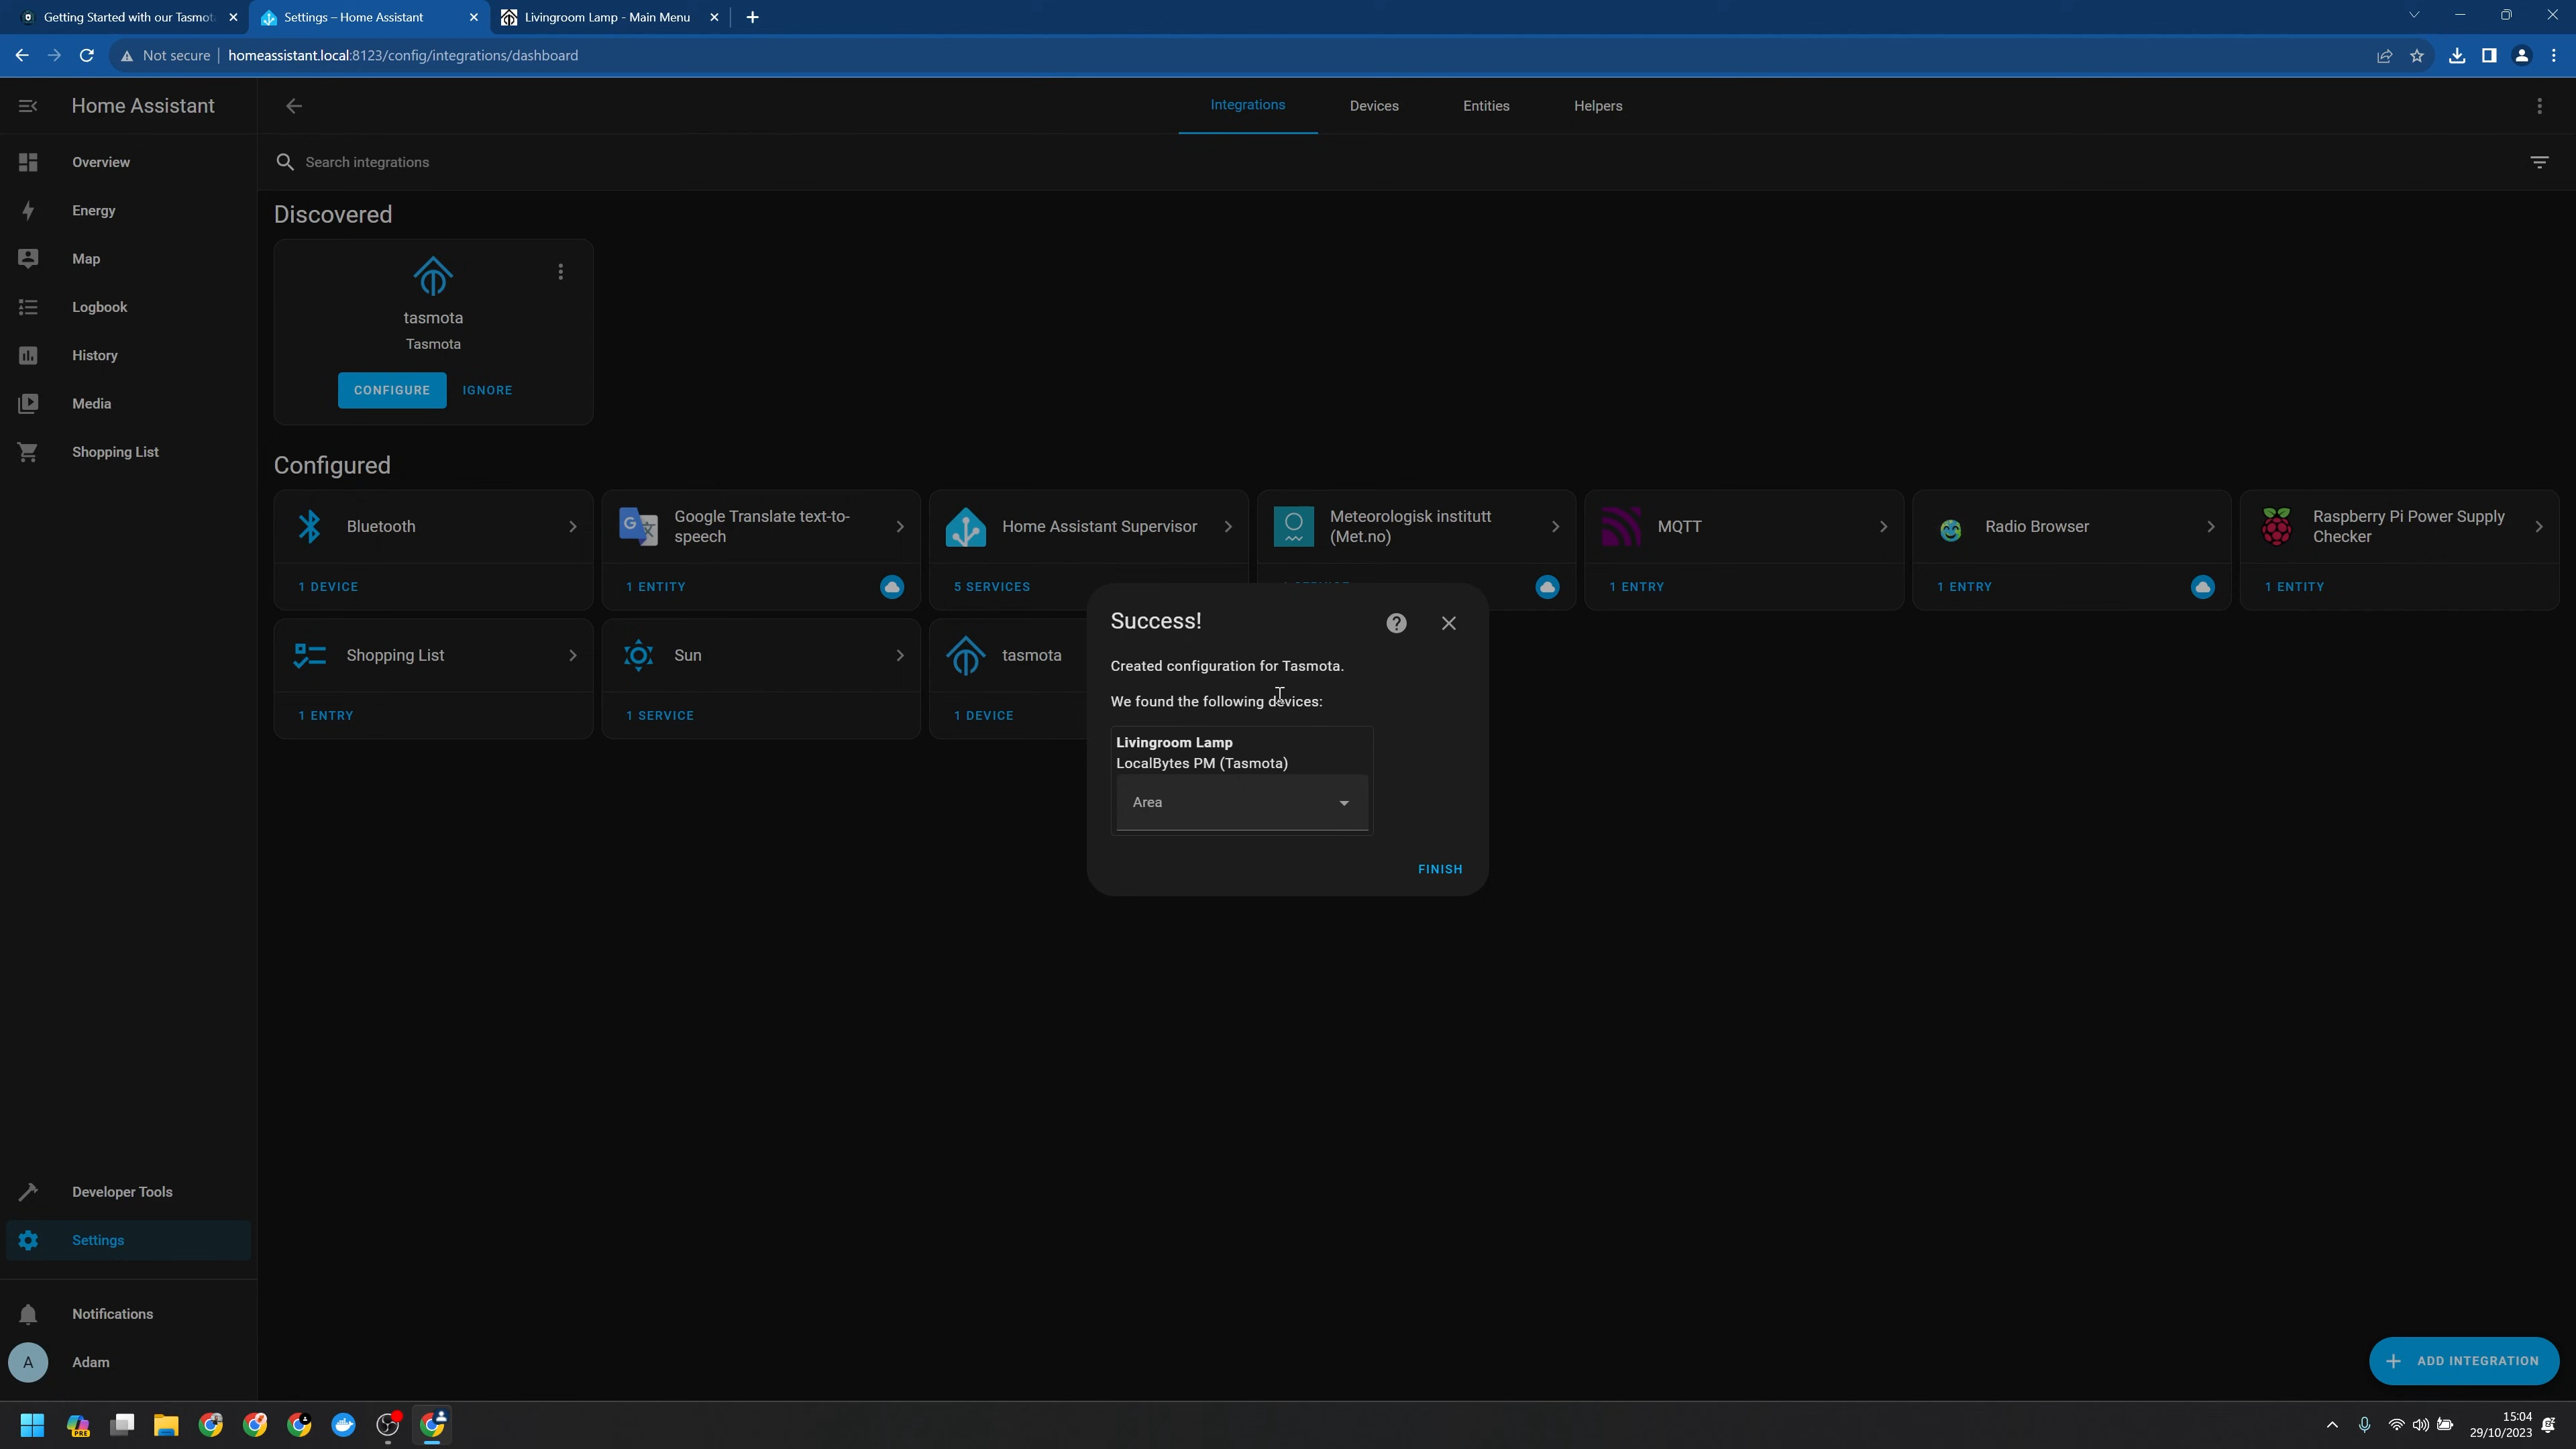 Getting Started with our Tasmot
Settings – Home Assistant
Livingroom Lamp - Main Menu
Not secure
homeassistant.local:8123/config/integrations/dashboard
Home Assistant
Integrations
Devices
Entities
Helpers
Overview
Energy
Map
Logbook
History
Media
Shopping List
Search integrations
Discovered
tasmota
Tasmota
CONFIGURE
IGNORE
Configured
Bluetooth
1 DEVICE
Google Translate text-to-
speech
1 ENTITY
Home Assistant Supervisor
5 SERVICES
Meteorologisk institutt
(Met.no)
MQTT
1 ENTRY
Radio Browser
1 ENTRY
Raspberry Pi Power Supply
Checker
1 ENTITY
Shopping List
1 ENTRY
Sun
1 SERVICE
tasmota
1 DEVICE
Success!
Created configuration for Tasmota.
We found the following devices:
Livingroom Lamp
LocalBytes PM (Tasmota)
Area
FINISH
Developer Tools
Settings
Notifications
A
Adam
ADD INTEGRATION
PRE
15:04
29/10/2023